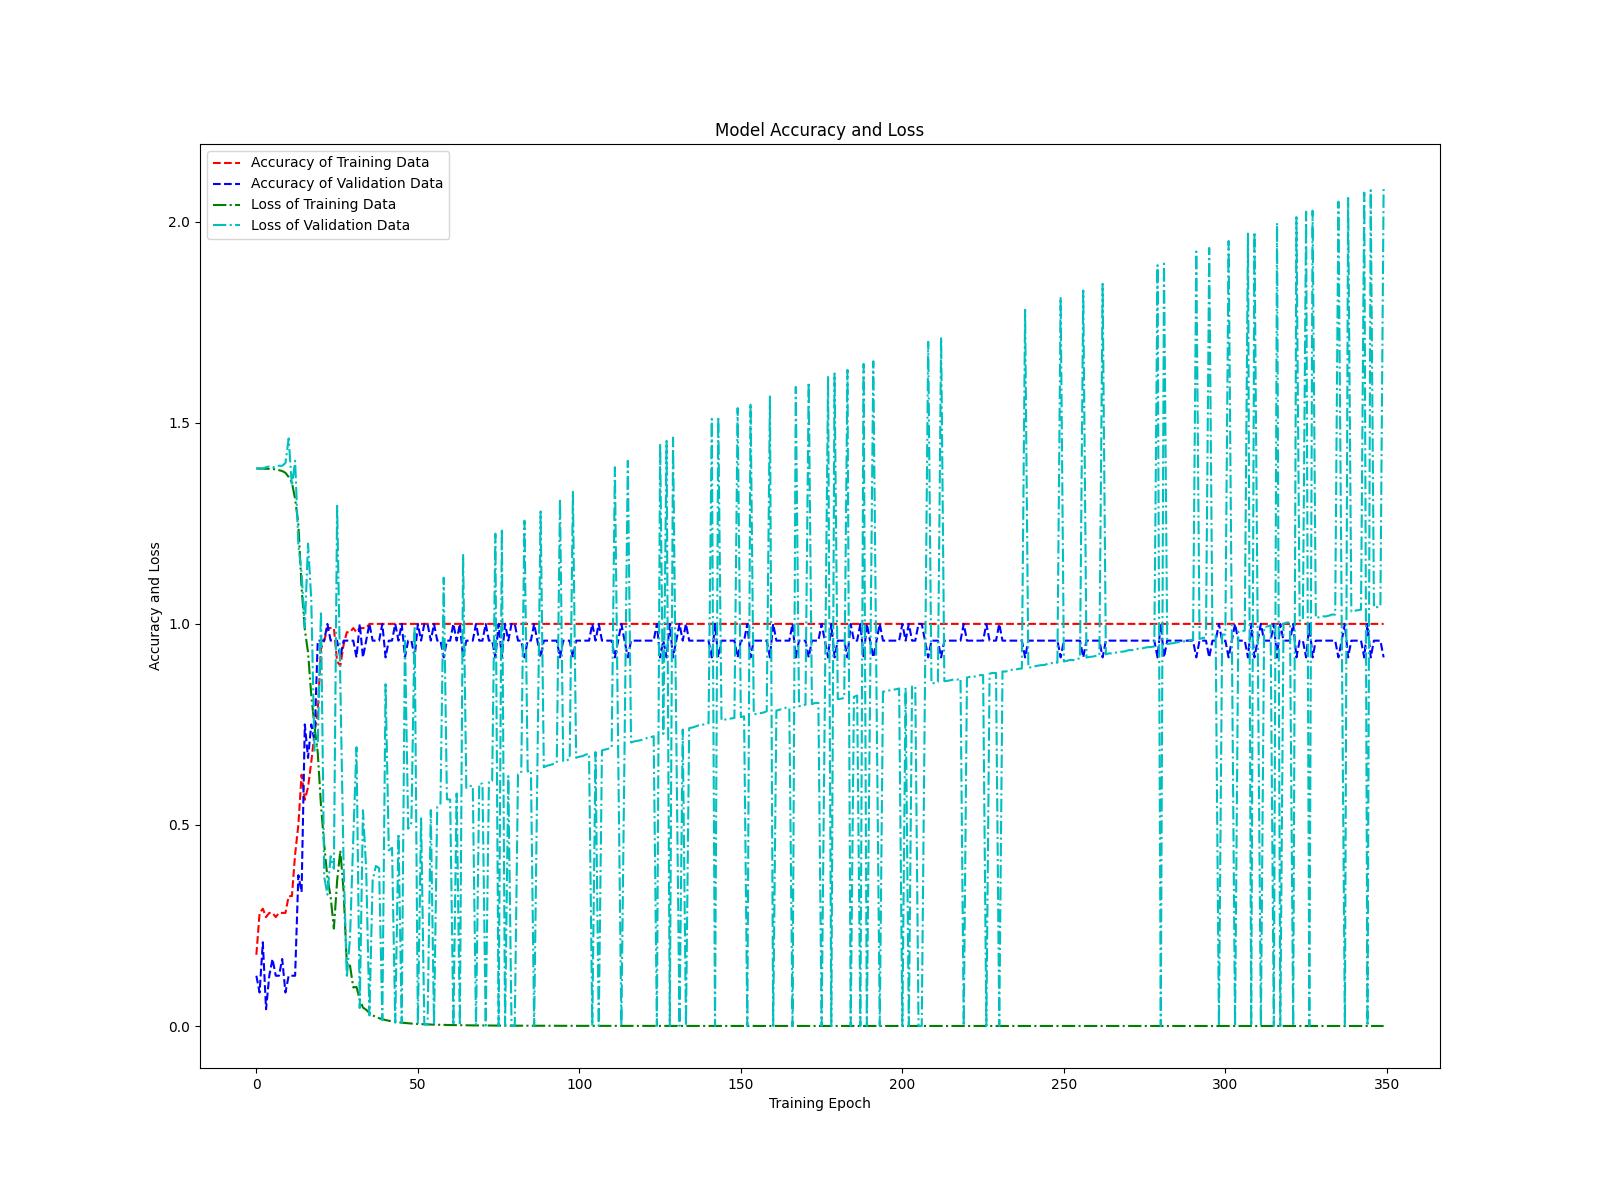 Model Accuracy and Loss
Accuracy of Training Data
Accuracy of Validation Data
Loss of Training Data
Loss of Validation Data
2.0
1.5
1.0
0.5
0.0
Accuracy and Loss
0 50 100 150 200 250 300 350
Training Epoch